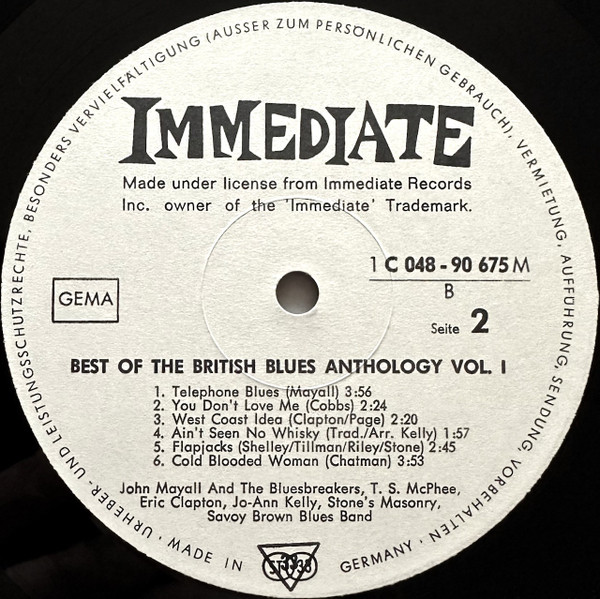 URHEBER- UND LEISTUNGSSCHUTZRECHTE, BESONDERS VERVIELFÄLTIGUNG (AUSSER ZUM PERSÖNLICHEN GEBRAUCH), VERMIETUNG, AUFFÜHRUNG, SENDUNG VORBEHALTEN · MADE IN GERMANY ·
IMMEDIATE
Made under license from Immediate Records
Inc. owner of the 'Immediate' Trademark.
1 C 048 - 90 675 M
B
GEMA
Seite 2
BEST OF THE BRITISH BLUES ANTHOLOGY VOL. I
1. Telephone Blues (Mayall) 3:56
2. You Don't Love Me (Cobbs) 2:24
3. West Coast Idea (Clapton/Page) 2:20
4. Ain't Seen No Whisky (Trad./Arr. Kelly) 1:57
5. Flapjacks (Shelley/Tillman/Riley/Stone) 2:45
6. Cold Blooded Woman (Chatman) 3:53
John Mayall And The Bluesbreakers, T. S. McPhee,
Eric Clapton, Jo-Ann Kelly, Stone's Masonry,
Savoy Brown Blues Band
33